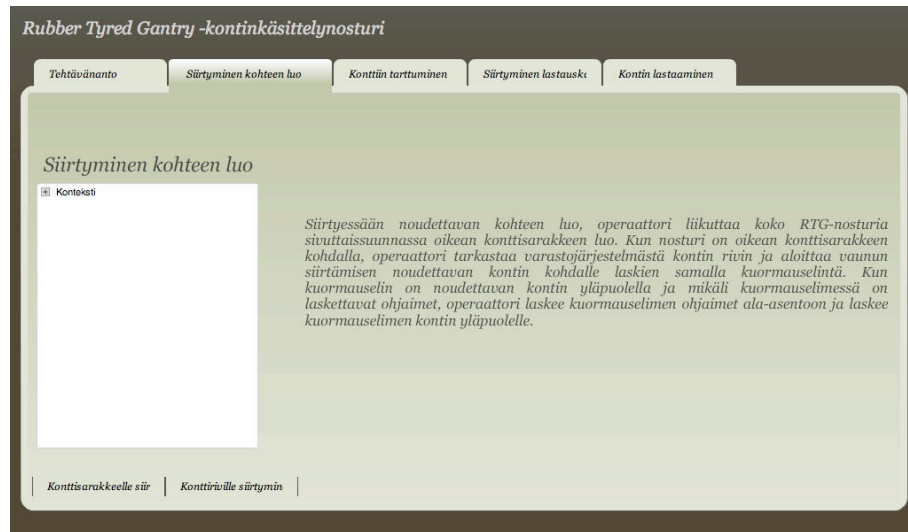 Rubber Tyred Gantry -kontinkäsittelynosturi
Tehtävänanto
Siirtyminen kohteen luo
Konttiin tarttuminen
Siirtyminen lastausku
Kontin lastaaminen
Siirtyminen kohteen luo
Konteksti
Siirtyessään noudettavan kohteen luo, operaattori liikuttaa koko RTG-nosturia
sivuttaissuunnassa oikean konttisarakkeen luo. Kun nosturi on oikean konttisarakkeen
kohdalla, operaattori tarkastaa varastojärjestelmästä kontin rivin ja aloittaa vaunun
siirtämisen noudettavan kontin kohdalle laskien samalla kuormauselintä. Kun
kuormauselin on noudettavan kontin yläpuolella ja mikäli kuormauselimessä on
laskettavat ohjaimet, operaattori laskee kuormauselimen ohjaimet ala-asentoon ja laskee
kuormauselimen kontin yläpuolelle.
Konttisarakkeelle siir
Konttiriville siirtymin